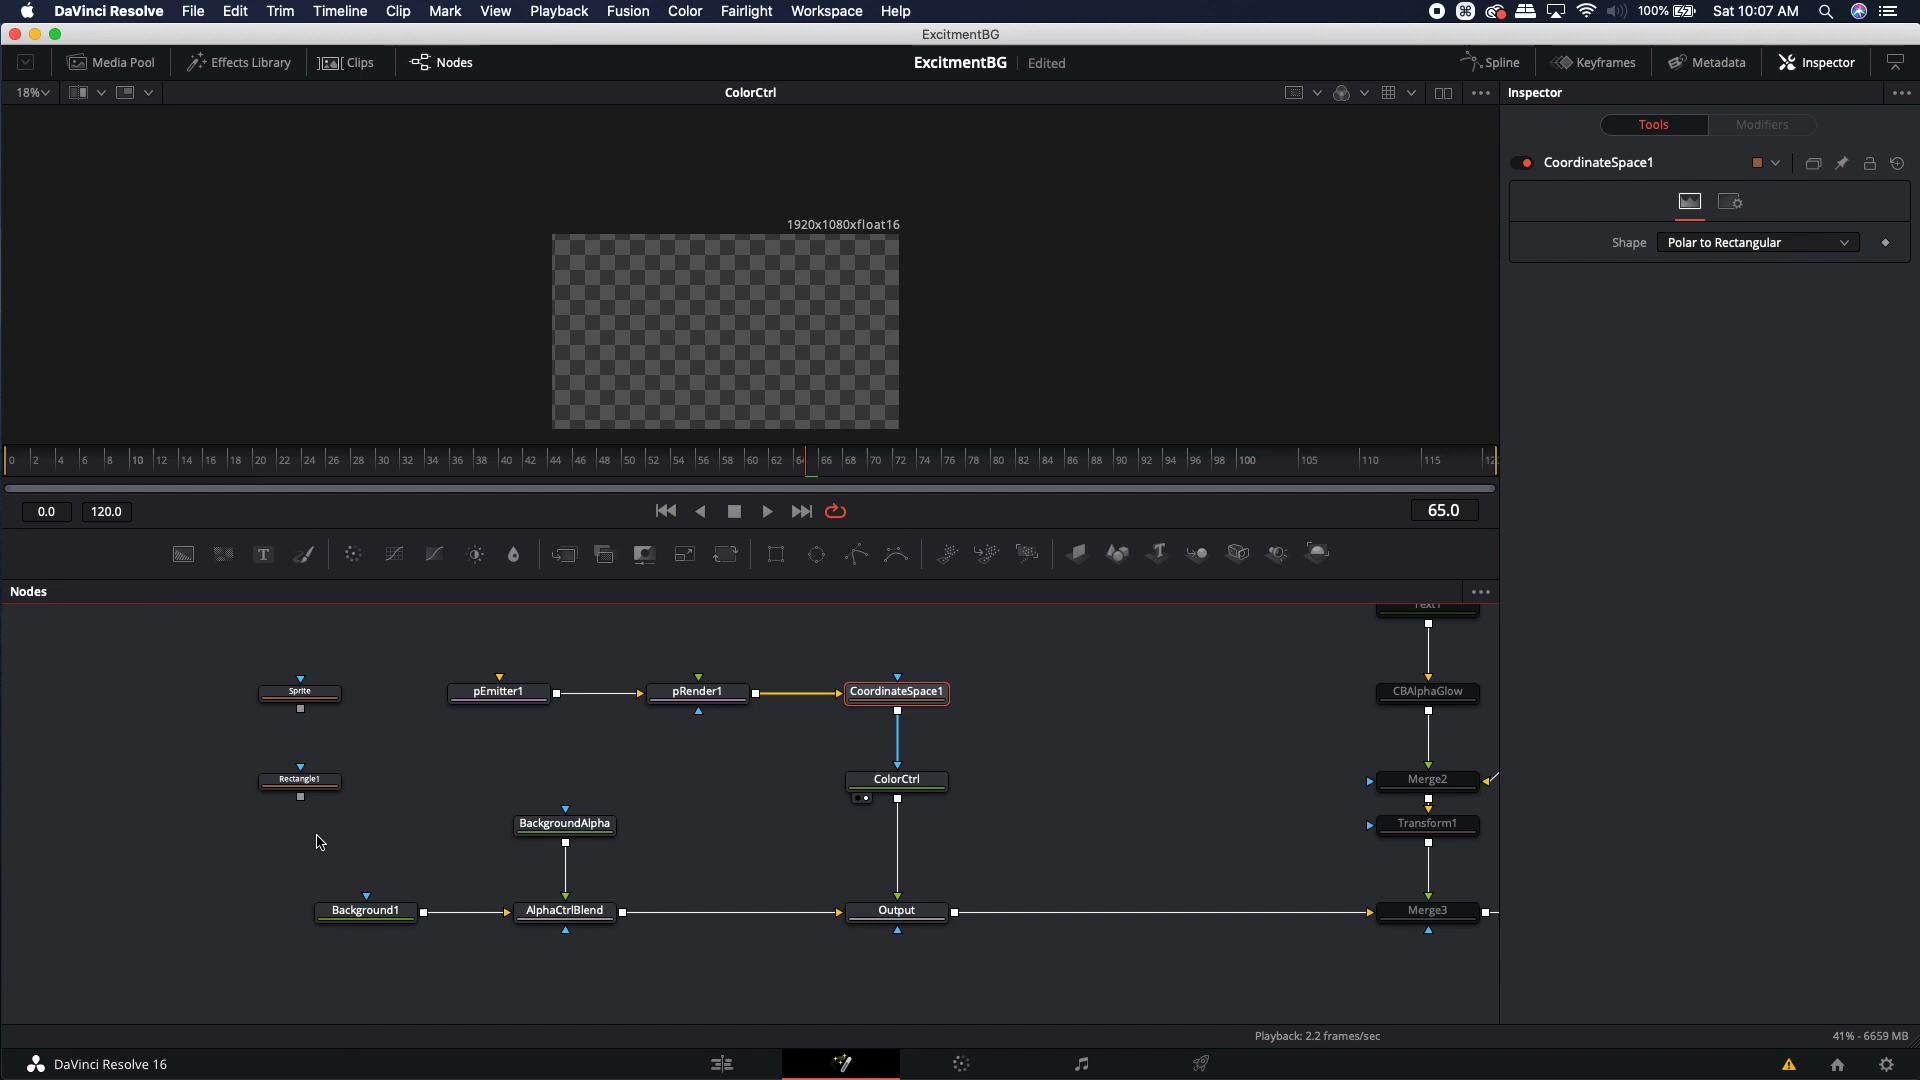 DaVinci Resolve File Edit Trim Timeline Clip Mark View Playback Fusion Color Fairlight Workspace Help 100% Sat 10:07 AM
ExcitmentBG
Media Pool Effects Library Clips Nodes ExcitmentBG Edited Spline Keyframes Metadata Inspector
18% ColorCtrl Inspector
Tools Modifiers
CoordinateSpace1
1920x1080xfloat16
Shape Polar to Rectangular
0 2 4 6 8 10 12 14 16 18 20 22 24 26 28 30 32 34 36 38 40 42 44 46 48 50 52 54 56 58 60 62 64 66 68 70 72 74 76 78 80 82 84 86 88 90 92 94 96 98 100 105 110 115 12
0.0 120.0 65.0
T T
Nodes
Text1
Sprite pEmitter1 pRender1 CoordinateSpace1 CBAlphaGlow
Rectangle1 ColorCtrl Merge2
BackgroundAlpha Transform1
Background1 AlphaCtrlBlend Output Merge3
Playback: 2.2 frames/sec 41% - 6659 MB
DaVinci Resolve 16